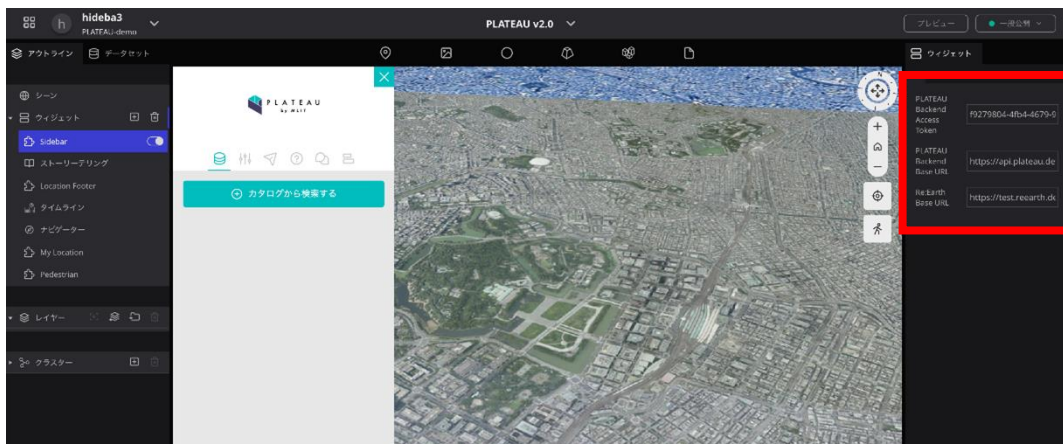 h
hideba3
PLATEAU-demo
PLATEAU v2.0
プレビュー
一般公開
アウトライン
データセット
ウィジェット
シーン
ウィジェット
Sidebar
ストーリーテリング
Location Footer
タイムライン
ナビゲーター
My Location
Pedestrian
レイヤー
クラスター
PLATEAU
by MLIT
カタログから検索する
N
PLATEAU
Backend
Access
Token
f9279804-4fb4-4679-9
PLATEAU
Backend
Base URL
https://api.plateau.de
Re:Earth
Base URL
https://test.reearth.de